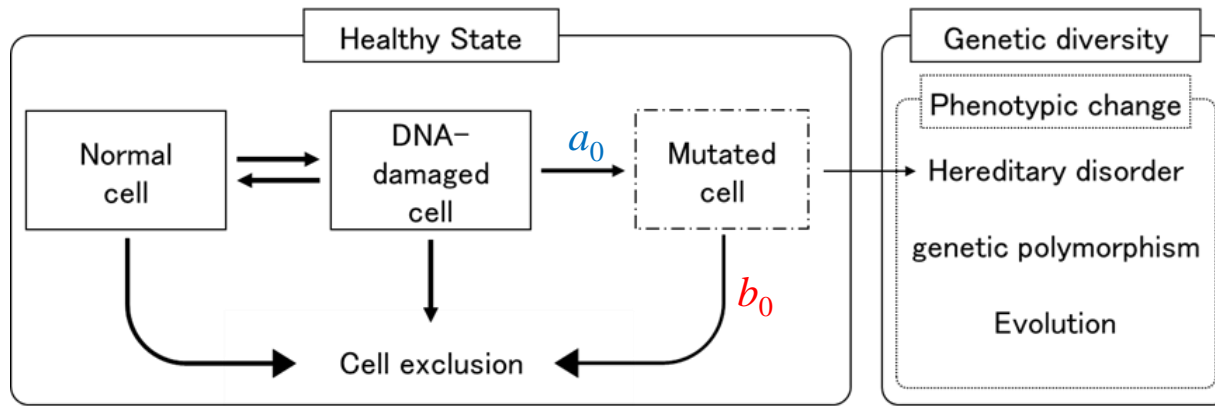 Healthy State
Genetic diversity
Normal
cell
DNA-
damaged
cell
a₀
Mutated
cell
b₀
Cell exclusion
Phenotypic change
Hereditary disorder
genetic polymorphism
Evolution